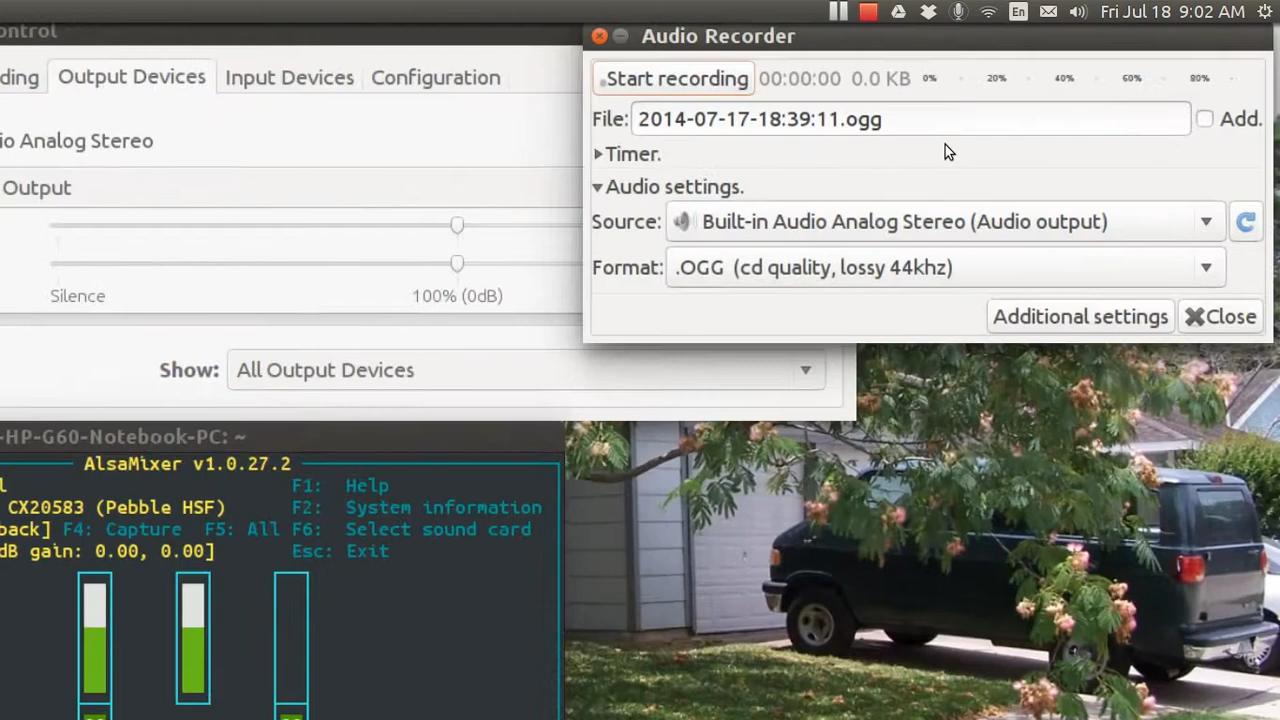 En Fri Jul 18 9:02 AM
ontrol
ding Output Devices Input Devices Configuration
io Analog Stereo
Output
Silence 100% (0dB)
Show: All Output Devices
Audio Recorder
Start recording 00:00:00 0.0 KB 0% 20% 40% 60% 80%
File: 2014-07-17-18:39:11.ogg Add.
Timer.
Audio settings.
Source: Built-in Audio Analog Stereo (Audio output)
Format: .OGG (cd quality, lossy 44khz)
Additional settings Close
-HP-G60-Notebook-PC: ~
AlsaMixer v1.0.27.2
l F1: Help
CX20583 (Pebble HSF) F2: System information
back] F4: Capture F5: All F6: Select sound card
dB gain: 0.00, 0.00] Esc: Exit